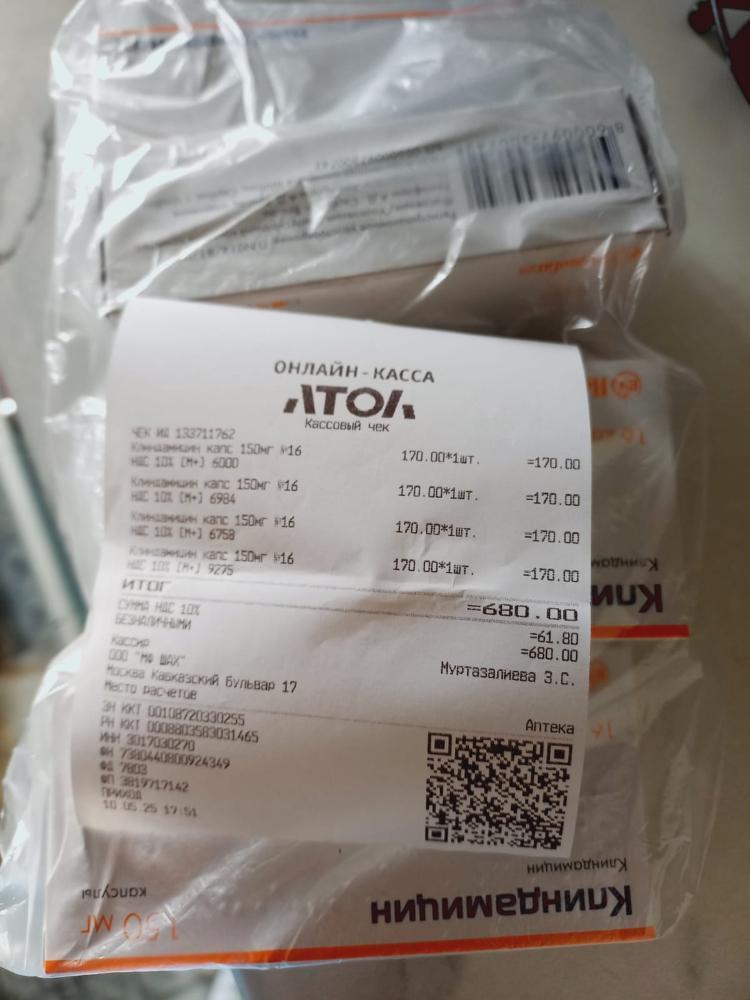 ОНЛАЙН-КАССА
АТОЛ
Кассовый чек
ЧЕК ИД 133711762
Клиндамицин капс 150мг №16 170.00*1шт. =170.00
НДС 10% [М+] 6000
Клиндамицин капс 150мг №16 170.00*1шт. =170.00
НДС 10% [М+] 6984
Клиндамицин капс 150мг №16 170.00*1шт. =170.00
НДС 10% [М+] 6758
Клиндамицин капс 150мг №16 170.00*1шт. =170.00
НДС 10% [М+] 9275
ИТОГ =680.00
СУММА НДС 10% =61.80
БЕЗНАЛИЧНЫМИ =680.00
Кассир Муртазалиева З.С.
ООО "МФ ШАХ"
Москва Кавказский бульвар 17
Место расчетов Аптека
ЗН ККТ 00108720330255
РН ККТ 0008803583031465
ИНН 3017030270
ФН 7380440800924349
ФД 7803
ФП 3819717142
ПРИХОД
10.05.25 17:51
Клин
Клиндам
16
Клиндамицин
Клиндамицин
150 мг
капсулы